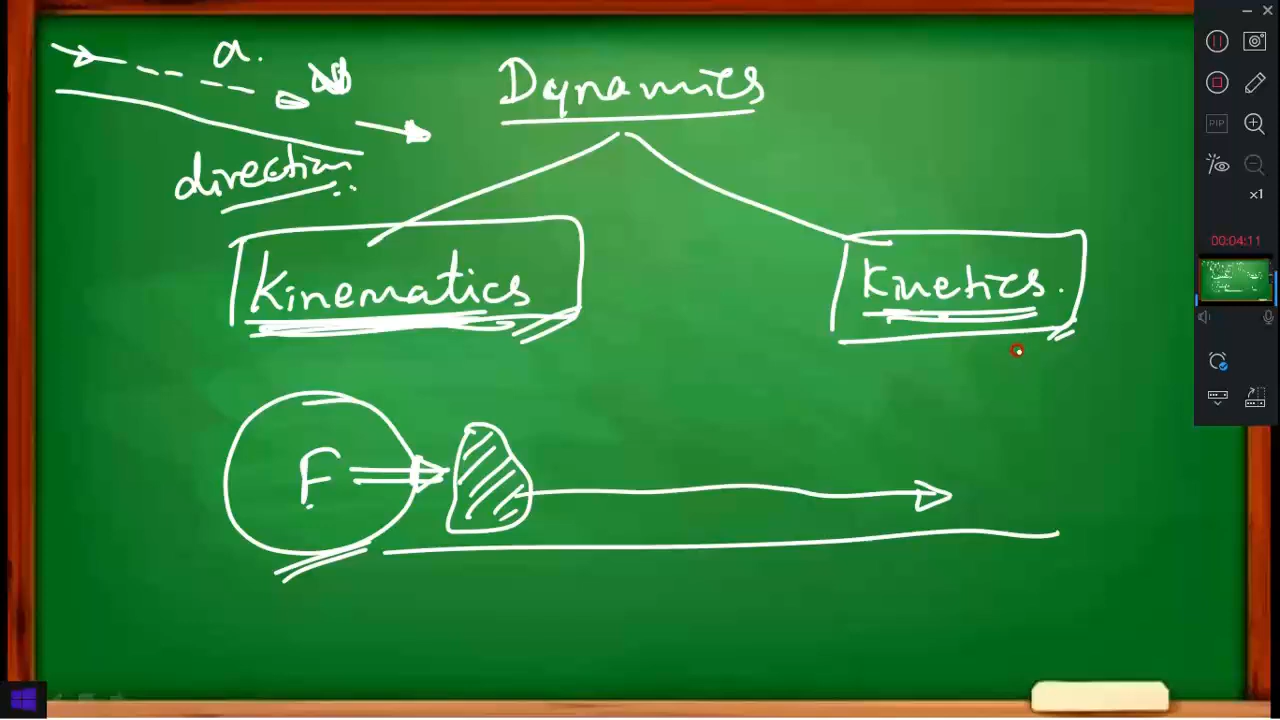 a.
Dynamics
direction
Kinematics
Kinetics.
F
PIP
x1
00:04:11